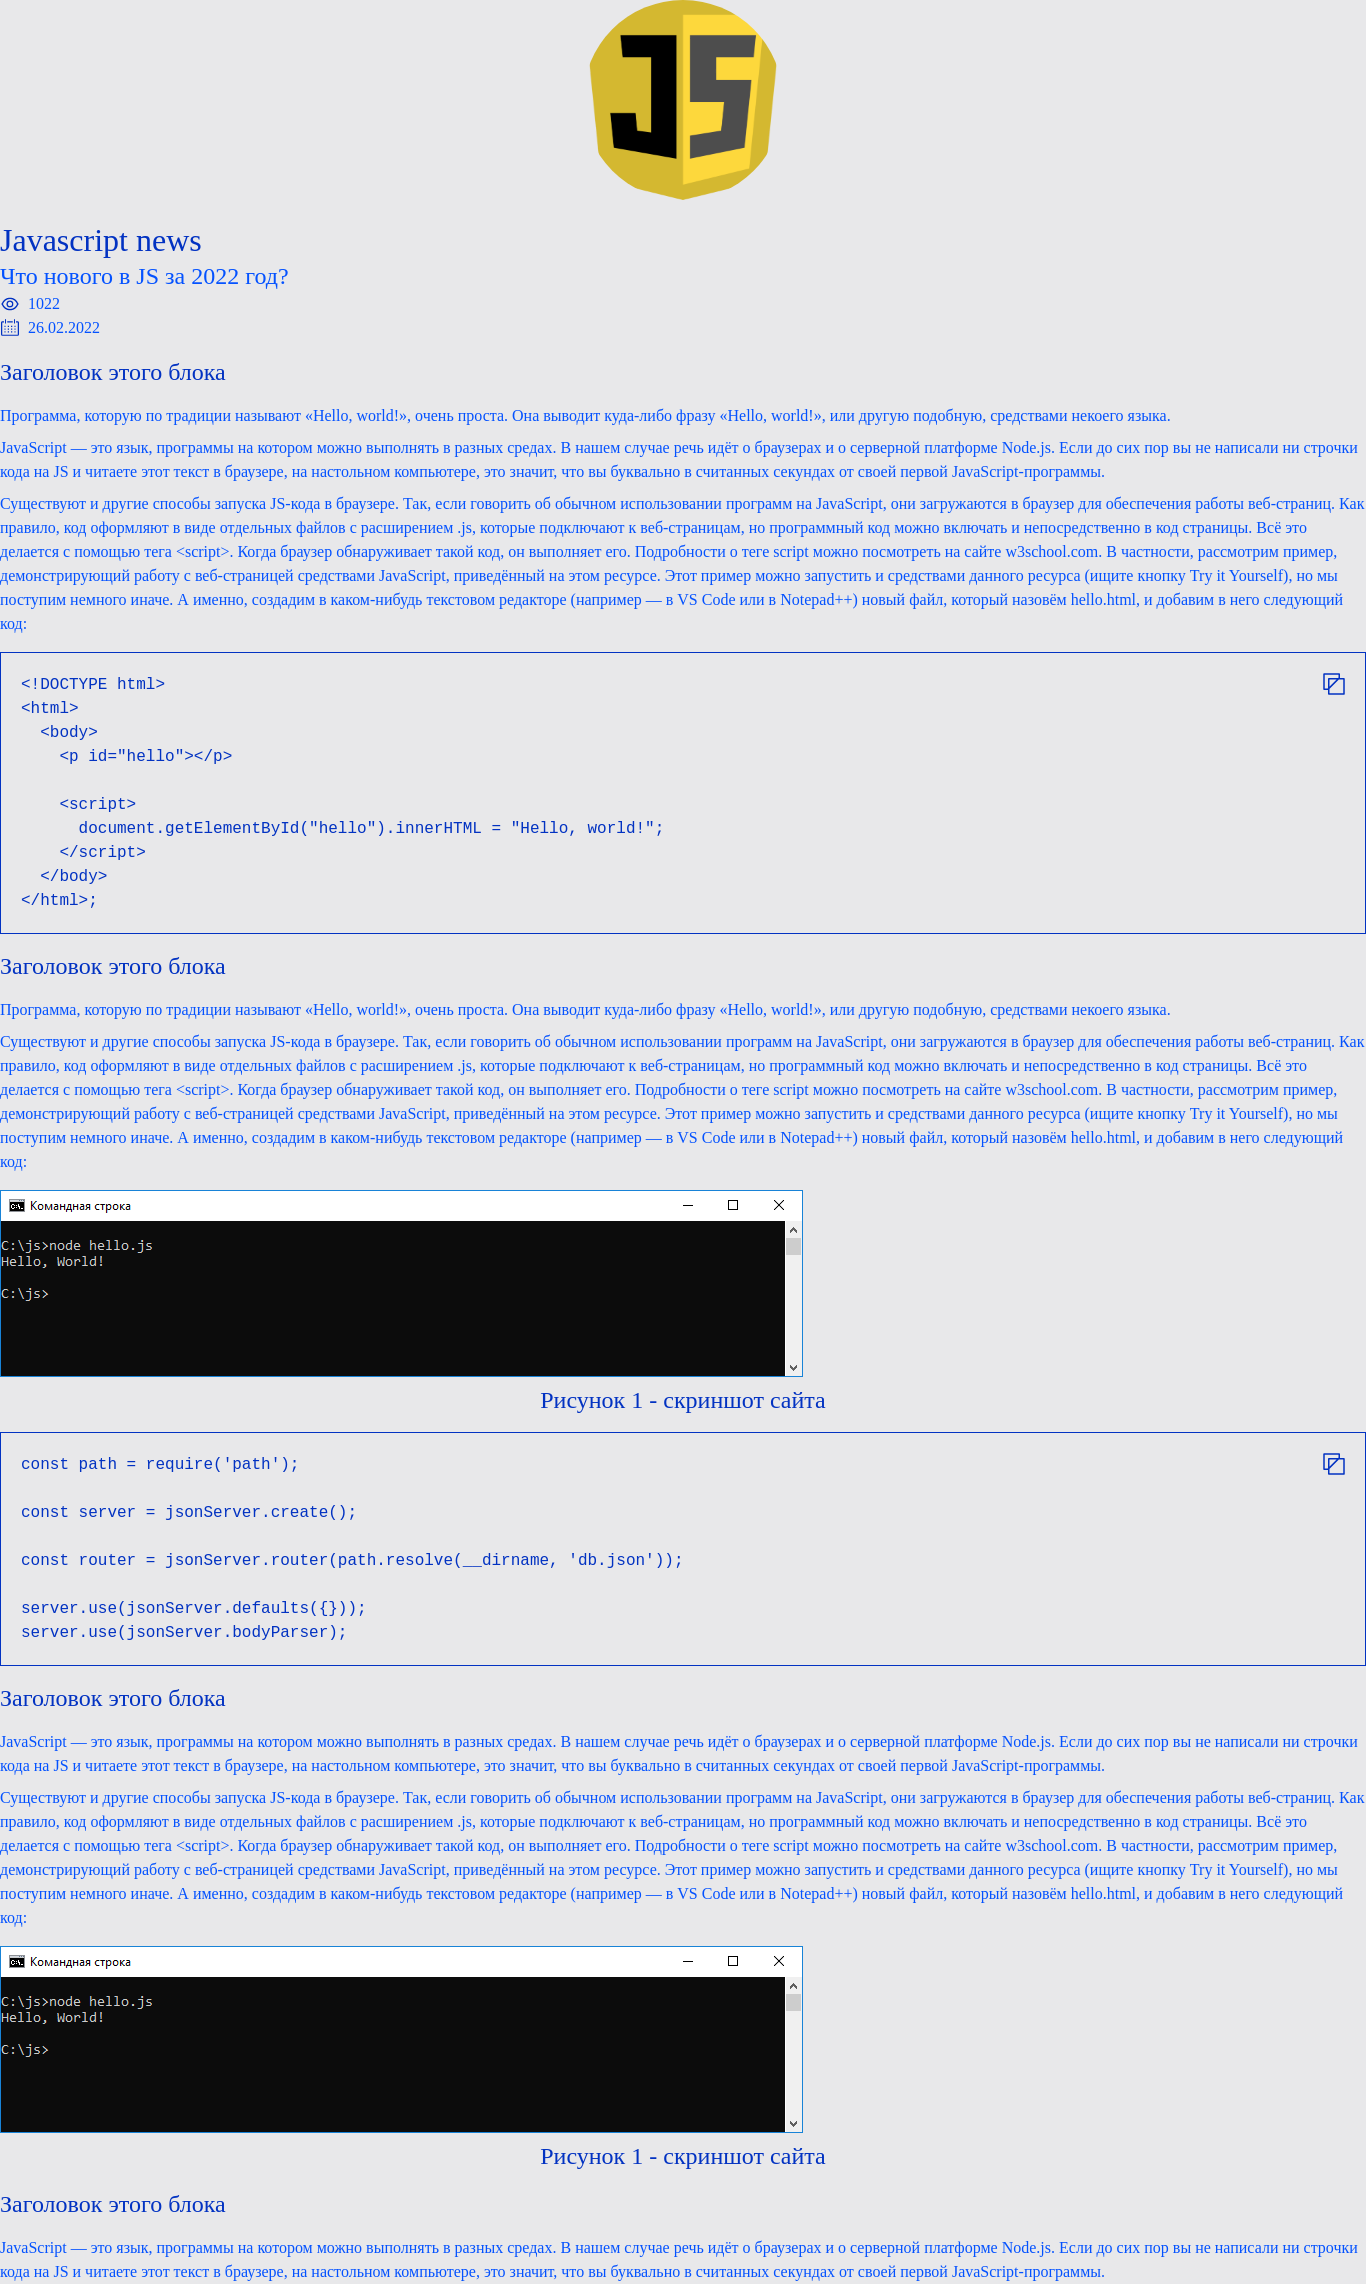 JS
Javascript news
Что нового в JS за 2022 год?
1022
26.02.2022
Заголовок этого блока
Программа, которую по традиции называют «Hello, world!», очень проста. Она выводит куда-либо фразу «Hello, world!», или другую подобную, средствами некоего языка.
JavaScript — это язык, программы на котором можно выполнять в разных средах. В нашем случае речь идёт о браузерах и о серверной платформе Node.js. Если до сих пор вы не написали ни строчки
кода на JS и читаете этот текст в браузере, на настольном компьютере, это значит, что вы буквально в считанных секундах от своей первой JavaScript-программы.
Существуют и другие способы запуска JS-кода в браузере. Так, если говорить об обычном использовании программ на JavaScript, они загружаются в браузер для обеспечения работы веб-страниц. Как
правило, код оформляют в виде отдельных файлов с расширением .js, которые подключают к веб-страницам, но программный код можно включать и непосредственно в код страницы. Всё это
делается с помощью тега <script>. Когда браузер обнаруживает такой код, он выполняет его. Подробности о теге script можно посмотреть на сайте w3school.com. В частности, рассмотрим пример,
демонстрирующий работу с веб-страницей средствами JavaScript, приведённый на этом ресурсе. Этот пример можно запустить и средствами данного ресурса (ищите кнопку Try it Yourself), но мы
поступим немного иначе. А именно, создадим в каком-нибудь текстовом редакторе (например — в VS Code или в Notepad++) новый файл, который назовём hello.html, и добавим в него следующий
код:
<!DOCTYPE html>
<html>
  <body>
    <p id="hello"></p>

    <script>
      document.getElementById("hello").innerHTML = "Hello, world!";
    </script>
  </body>
</html>;
Заголовок этого блока
Программа, которую по традиции называют «Hello, world!», очень проста. Она выводит куда-либо фразу «Hello, world!», или другую подобную, средствами некоего языка.
Существуют и другие способы запуска JS-кода в браузере. Так, если говорить об обычном использовании программ на JavaScript, они загружаются в браузер для обеспечения работы веб-страниц. Как
правило, код оформляют в виде отдельных файлов с расширением .js, которые подключают к веб-страницам, но программный код можно включать и непосредственно в код страницы. Всё это
делается с помощью тега <script>. Когда браузер обнаруживает такой код, он выполняет его. Подробности о теге script можно посмотреть на сайте w3school.com. В частности, рассмотрим пример,
демонстрирующий работу с веб-страницей средствами JavaScript, приведённый на этом ресурсе. Этот пример можно запустить и средствами данного ресурса (ищите кнопку Try it Yourself), но мы
поступим немного иначе. А именно, создадим в каком-нибудь текстовом редакторе (например — в VS Code или в Notepad++) новый файл, который назовём hello.html, и добавим в него следующий
код:
Командная строка
C:\js>node hello.js
Hello, World!
C:\js>
Рисунок 1 - скриншот сайта
const path = require('path');

const server = jsonServer.create();

const router = jsonServer.router(path.resolve(__dirname, 'db.json'));

server.use(jsonServer.defaults({}));
server.use(jsonServer.bodyParser);
Заголовок этого блока
JavaScript — это язык, программы на котором можно выполнять в разных средах. В нашем случае речь идёт о браузерах и о серверной платформе Node.js. Если до сих пор вы не написали ни строчки
кода на JS и читаете этот текст в браузере, на настольном компьютере, это значит, что вы буквально в считанных секундах от своей первой JavaScript-программы.
Существуют и другие способы запуска JS-кода в браузере. Так, если говорить об обычном использовании программ на JavaScript, они загружаются в браузер для обеспечения работы веб-страниц. Как
правило, код оформляют в виде отдельных файлов с расширением .js, которые подключают к веб-страницам, но программный код можно включать и непосредственно в код страницы. Всё это
делается с помощью тега <script>. Когда браузер обнаруживает такой код, он выполняет его. Подробности о теге script можно посмотреть на сайте w3school.com. В частности, рассмотрим пример,
демонстрирующий работу с веб-страницей средствами JavaScript, приведённый на этом ресурсе. Этот пример можно запустить и средствами данного ресурса (ищите кнопку Try it Yourself), но мы
поступим немного иначе. А именно, создадим в каком-нибудь текстовом редакторе (например — в VS Code или в Notepad++) новый файл, который назовём hello.html, и добавим в него следующий
код:
Командная строка
C:\js>node hello.js
Hello, World!
C:\js>
Рисунок 1 - скриншот сайта
Заголовок этого блока
JavaScript — это язык, программы на котором можно выполнять в разных средах. В нашем случае речь идёт о браузерах и о серверной платформе Node.js. Если до сих пор вы не написали ни строчки
кода на JS и читаете этот текст в браузере, на настольном компьютере, это значит, что вы буквально в считанных секундах от своей первой JavaScript-программы.